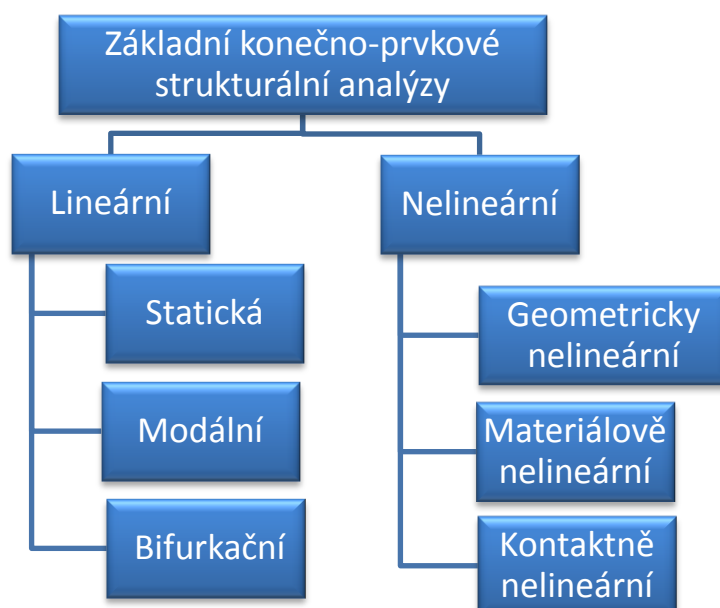 Základní konečno-prvkové
strukturální analýzy
Lineární
Nelineární
Statická
Modální
Bifurkační
Geometricky
nelineární
Materiálově
nelineární
Kontaktně
nelineární